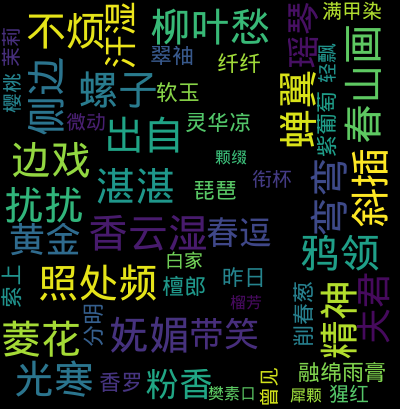 不烦
汗湿
柳叶愁
瑶琴
满甲染
茉莉
翠袖
纤纤
轻飘
春山画
樱桃
侧边
螺子
软玉
蝉翼
紫葡萄
微动
出自
灵华凉
边戏
颗缀
湛湛
琵琶
衔杯
弯弯
斜插
扰扰
黄金
香云湿
春逗
鸦领
白家
索上
照处频
檀郎
昨日
榴芳
削春葱
精神
天君
菱花
分明
妩媚带笑
光寒
香罗
粉香
樊素口
曾见
犀颗
融绵雨膏
猩红